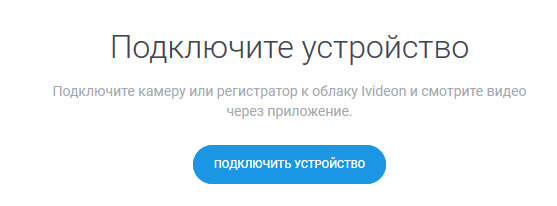 Подключите устройство
Подключите камеру или регистратор к облаку Ivideon и смотрите видео
через приложение.
ПОДКЛЮЧИТЬ УСТРОЙСТВО